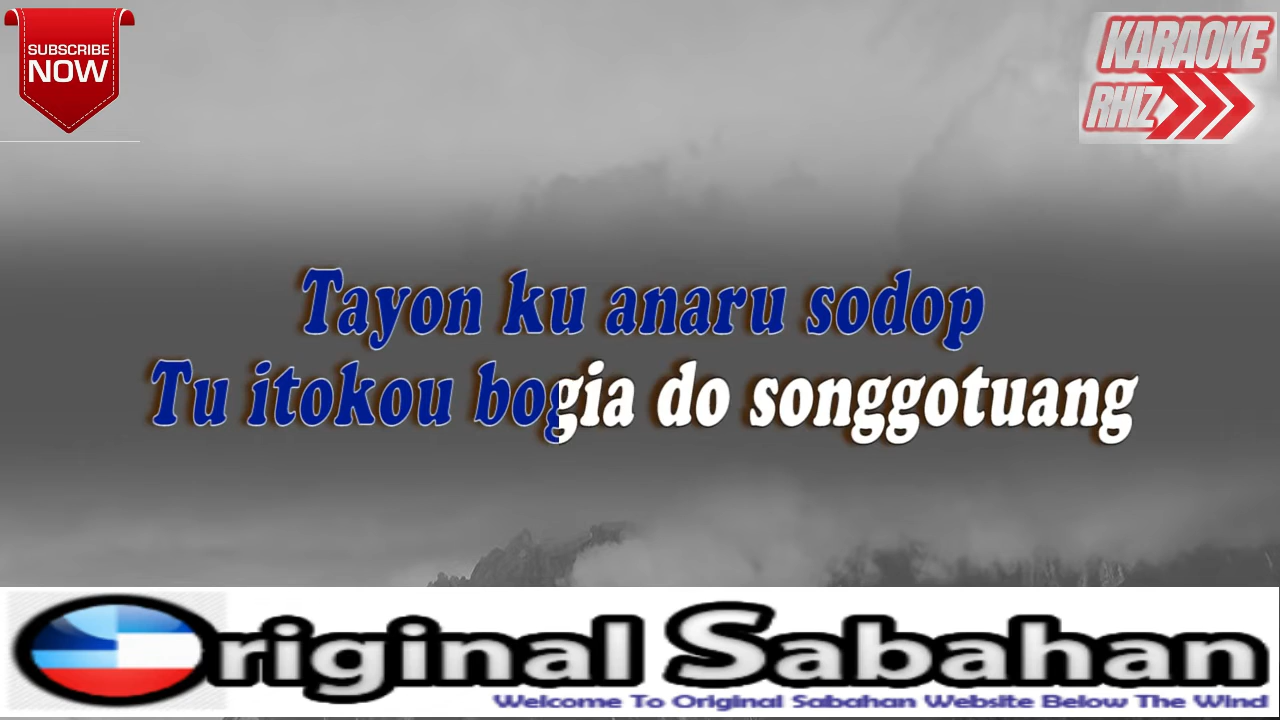 SUBSCRIBE
NOW
KARAOKE
RHIZ
Tayon ku anaru sodop
Tu itokou bogia do songgotuang
Original Sabahan
Welcome To Original Sabahan Website Below The Wind